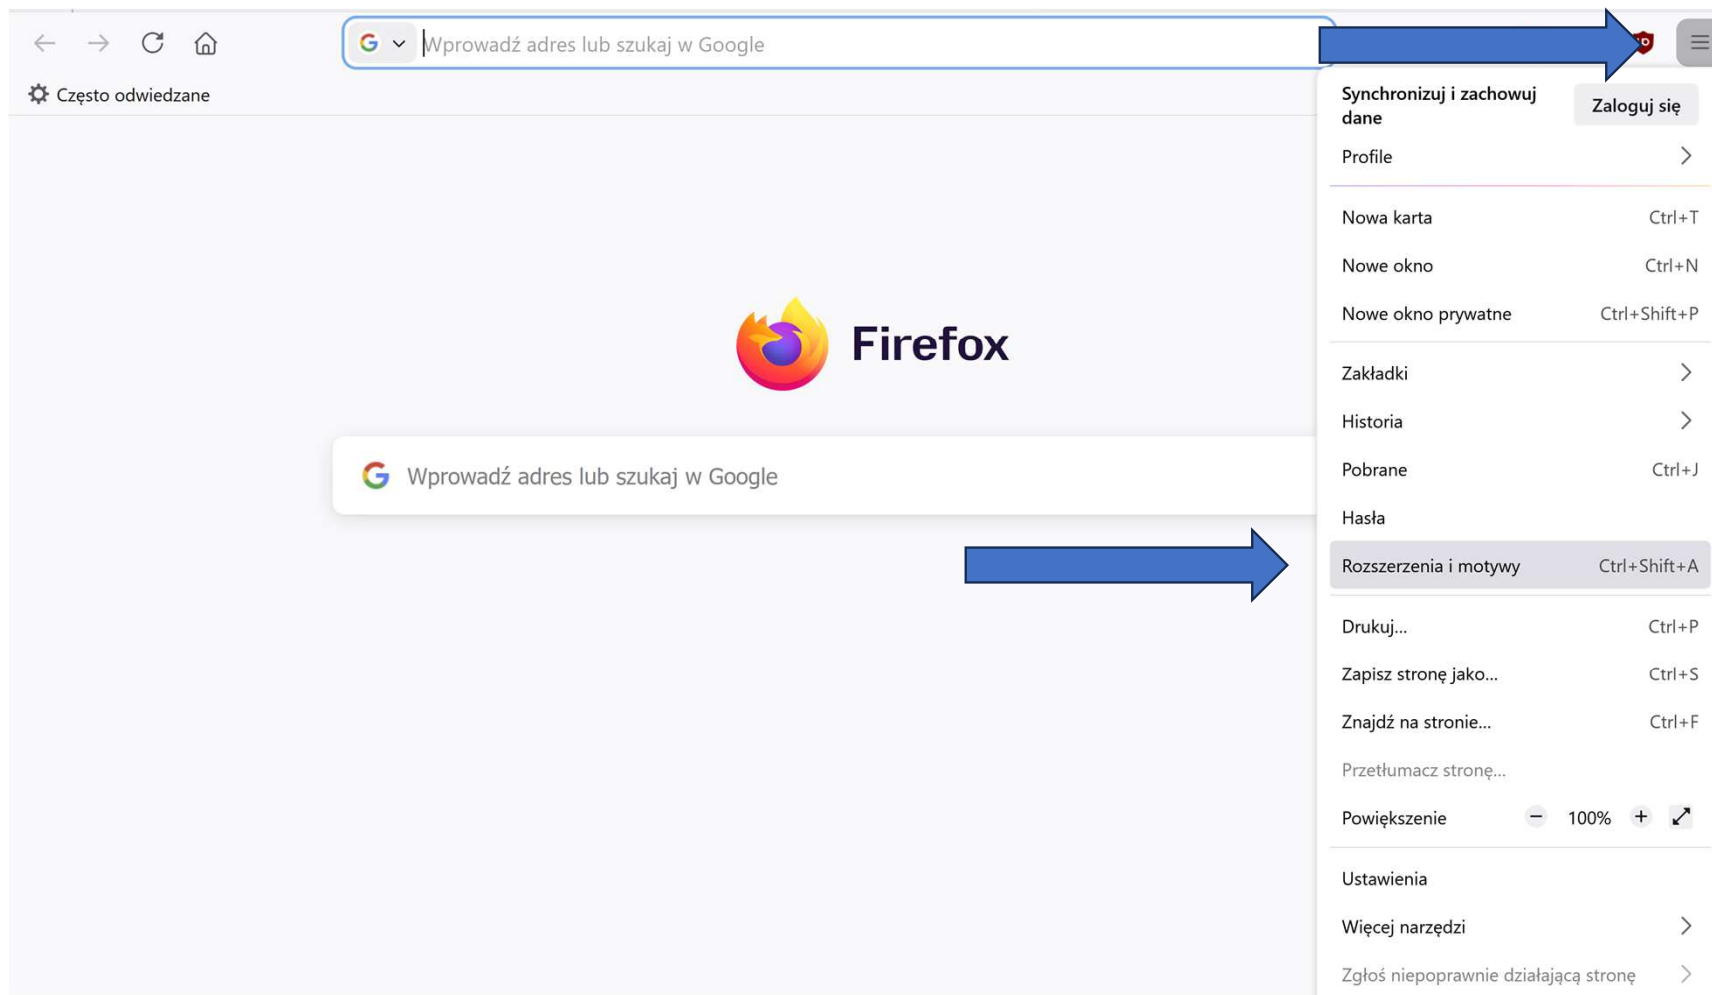 Wprowadź adres lub szukaj w Google
Często odwiedzane
Firefox
Wprowadź adres lub szukaj w Google
Synchronizuj i zachowuj
dane
Zaloguj się
Profile
Nowa karta Ctrl+T
Nowe okno Ctrl+N
Nowe okno prywatne Ctrl+Shift+P
Zakładki
Historia
Pobrane Ctrl+J
Hasła
Rozszerzenia i motywy Ctrl+Shift+A
Drukuj... Ctrl+P
Zapisz stronę jako... Ctrl+S
Znajdź na stronie... Ctrl+F
Przetłumacz stronę...
Powiększenie − 100% +
Ustawienia
Więcej narzędzi
Zgłoś niepoprawnie działającą stronę